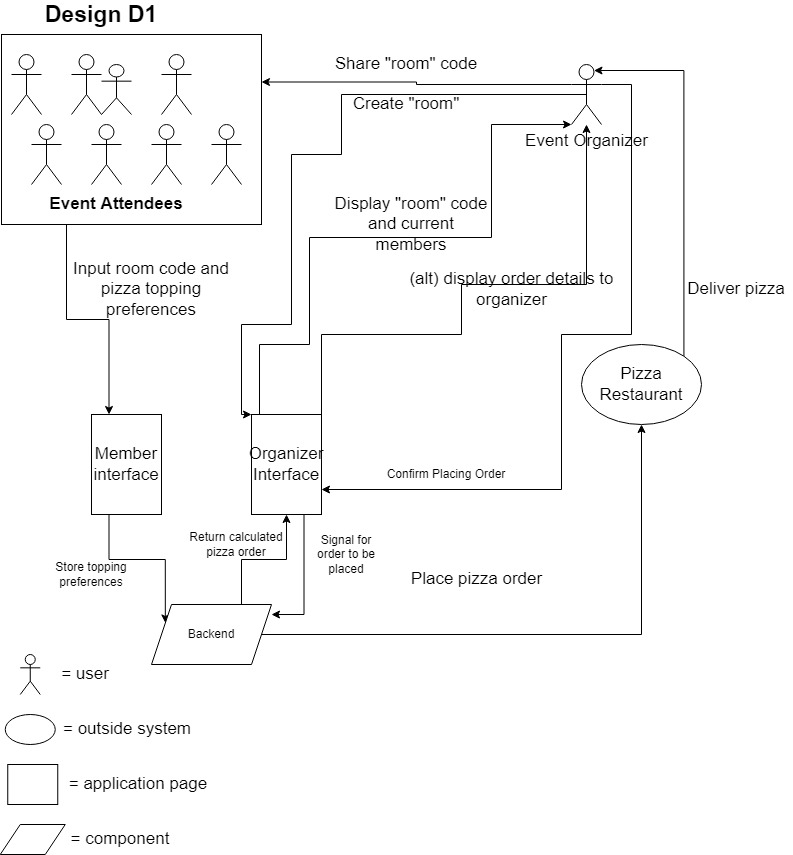 Design D1
Share "room" code
Create "room"
Event Organizer
Event Attendees
Display "room" code
and current
members
Input room code and
pizza topping
preferences
(alt) display order details to
organizer
Deliver pizza
Pizza
Restaurant
Member
interface
Organizer
Interface
Confirm Placing Order
Return calculated
pizza order
Signal for
order to be
placed
Store topping
preferences
Place pizza order
Backend
= user
= outside system
= application page
= component